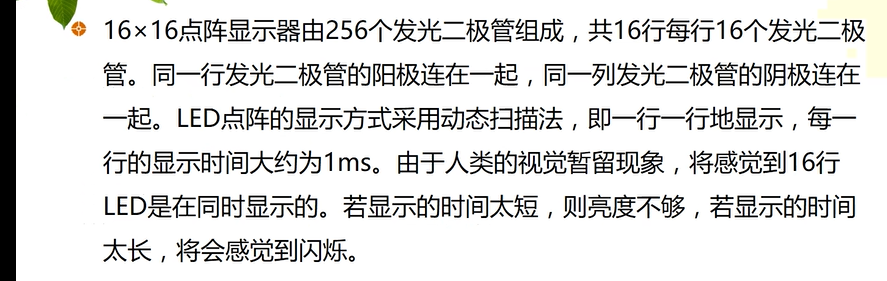 16×16点阵显示器由256个发光二极管组成，共16行每行16个发光二极
管。同一行发光二极管的阳极连在一起，同一列发光二极管的阴极连在
一起。LED点阵的显示方式采用动态扫描法，即一行一行地显示，每一
行的显示时间大约为1ms。由于人类的视觉暂留现象，将感觉到16行
LED是在同时显示的。若显示的时间太短，则亮度不够，若显示的时间
太长，将会感觉到闪烁。